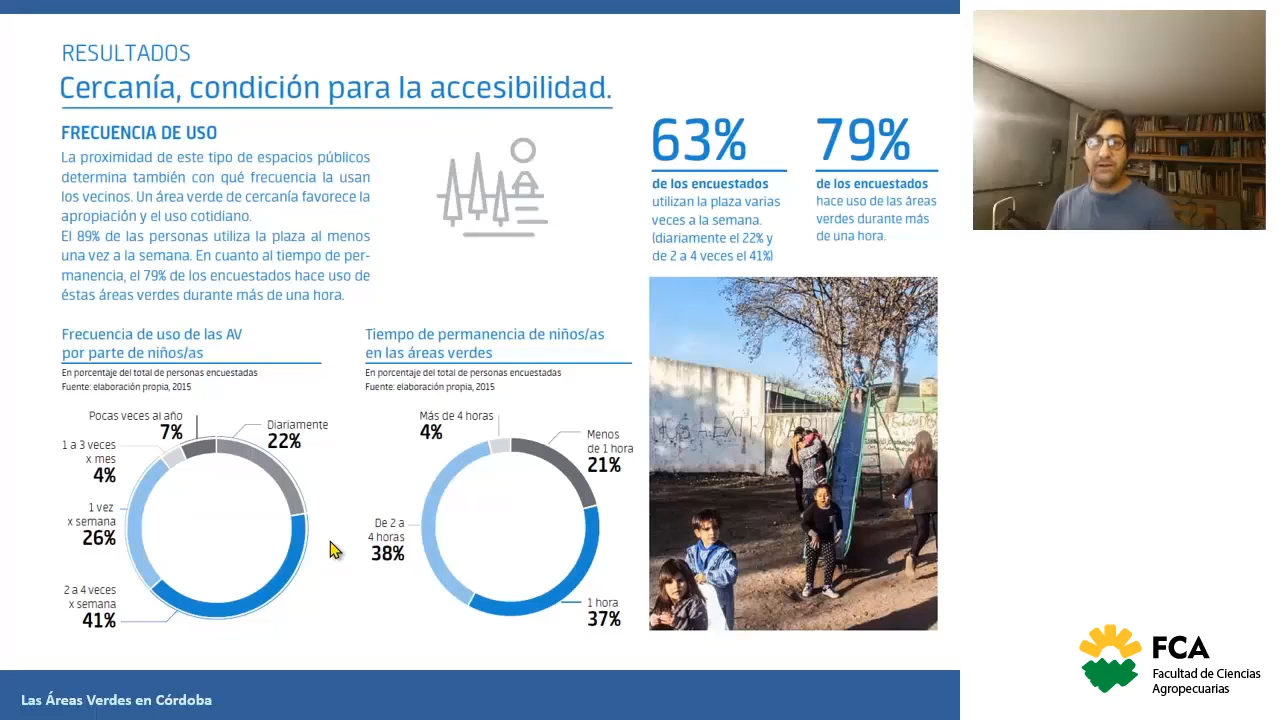 RESULTADOS
Cercanía, condición para la accesibilidad.
FRECUENCIA DE USO
La proximidad de este tipo de espacios públicos
determina también con qué frecuencia la usan
los vecinos. Un área verde de cercanía favorece la
apropiación y el uso cotidiano.
El 89% de las personas utiliza la plaza al menos
una vez a la semana. En cuanto al tiempo de per-
manencia, el 79% de los encuestados hace uso de
éstas áreas verdes durante más de una hora.
63%
de los encuestados
utilizan la plaza varias
veces a la semana.
(diariamente el 22% y
de 2 a 4 veces el 41%)
79%
de los encuestados
hace uso de las áreas
verdes durante más
de una hora.
Frecuencia de uso de las AV
por parte de niños/as
En porcentaje del total de personas encuestadas
Fuente: elaboración propia, 2015
Pocas veces al año
7%
Diariamente
22%
1 a 3 veces
x mes
4%
1 vez
x semana
26%
2 a 4 veces
x semana
41%
Tiempo de permanencia de niños/as
en las áreas verdes
En porcentaje del total de personas encuestadas
Fuente: elaboración propia, 2015
Más de 4 horas
4%
Menos
de 1 hora
21%
De 2 a
4 horas
38%
1 hora
37%
Las Áreas Verdes en Córdoba
FCA
Facultad de Ciencias
Agropecuarias